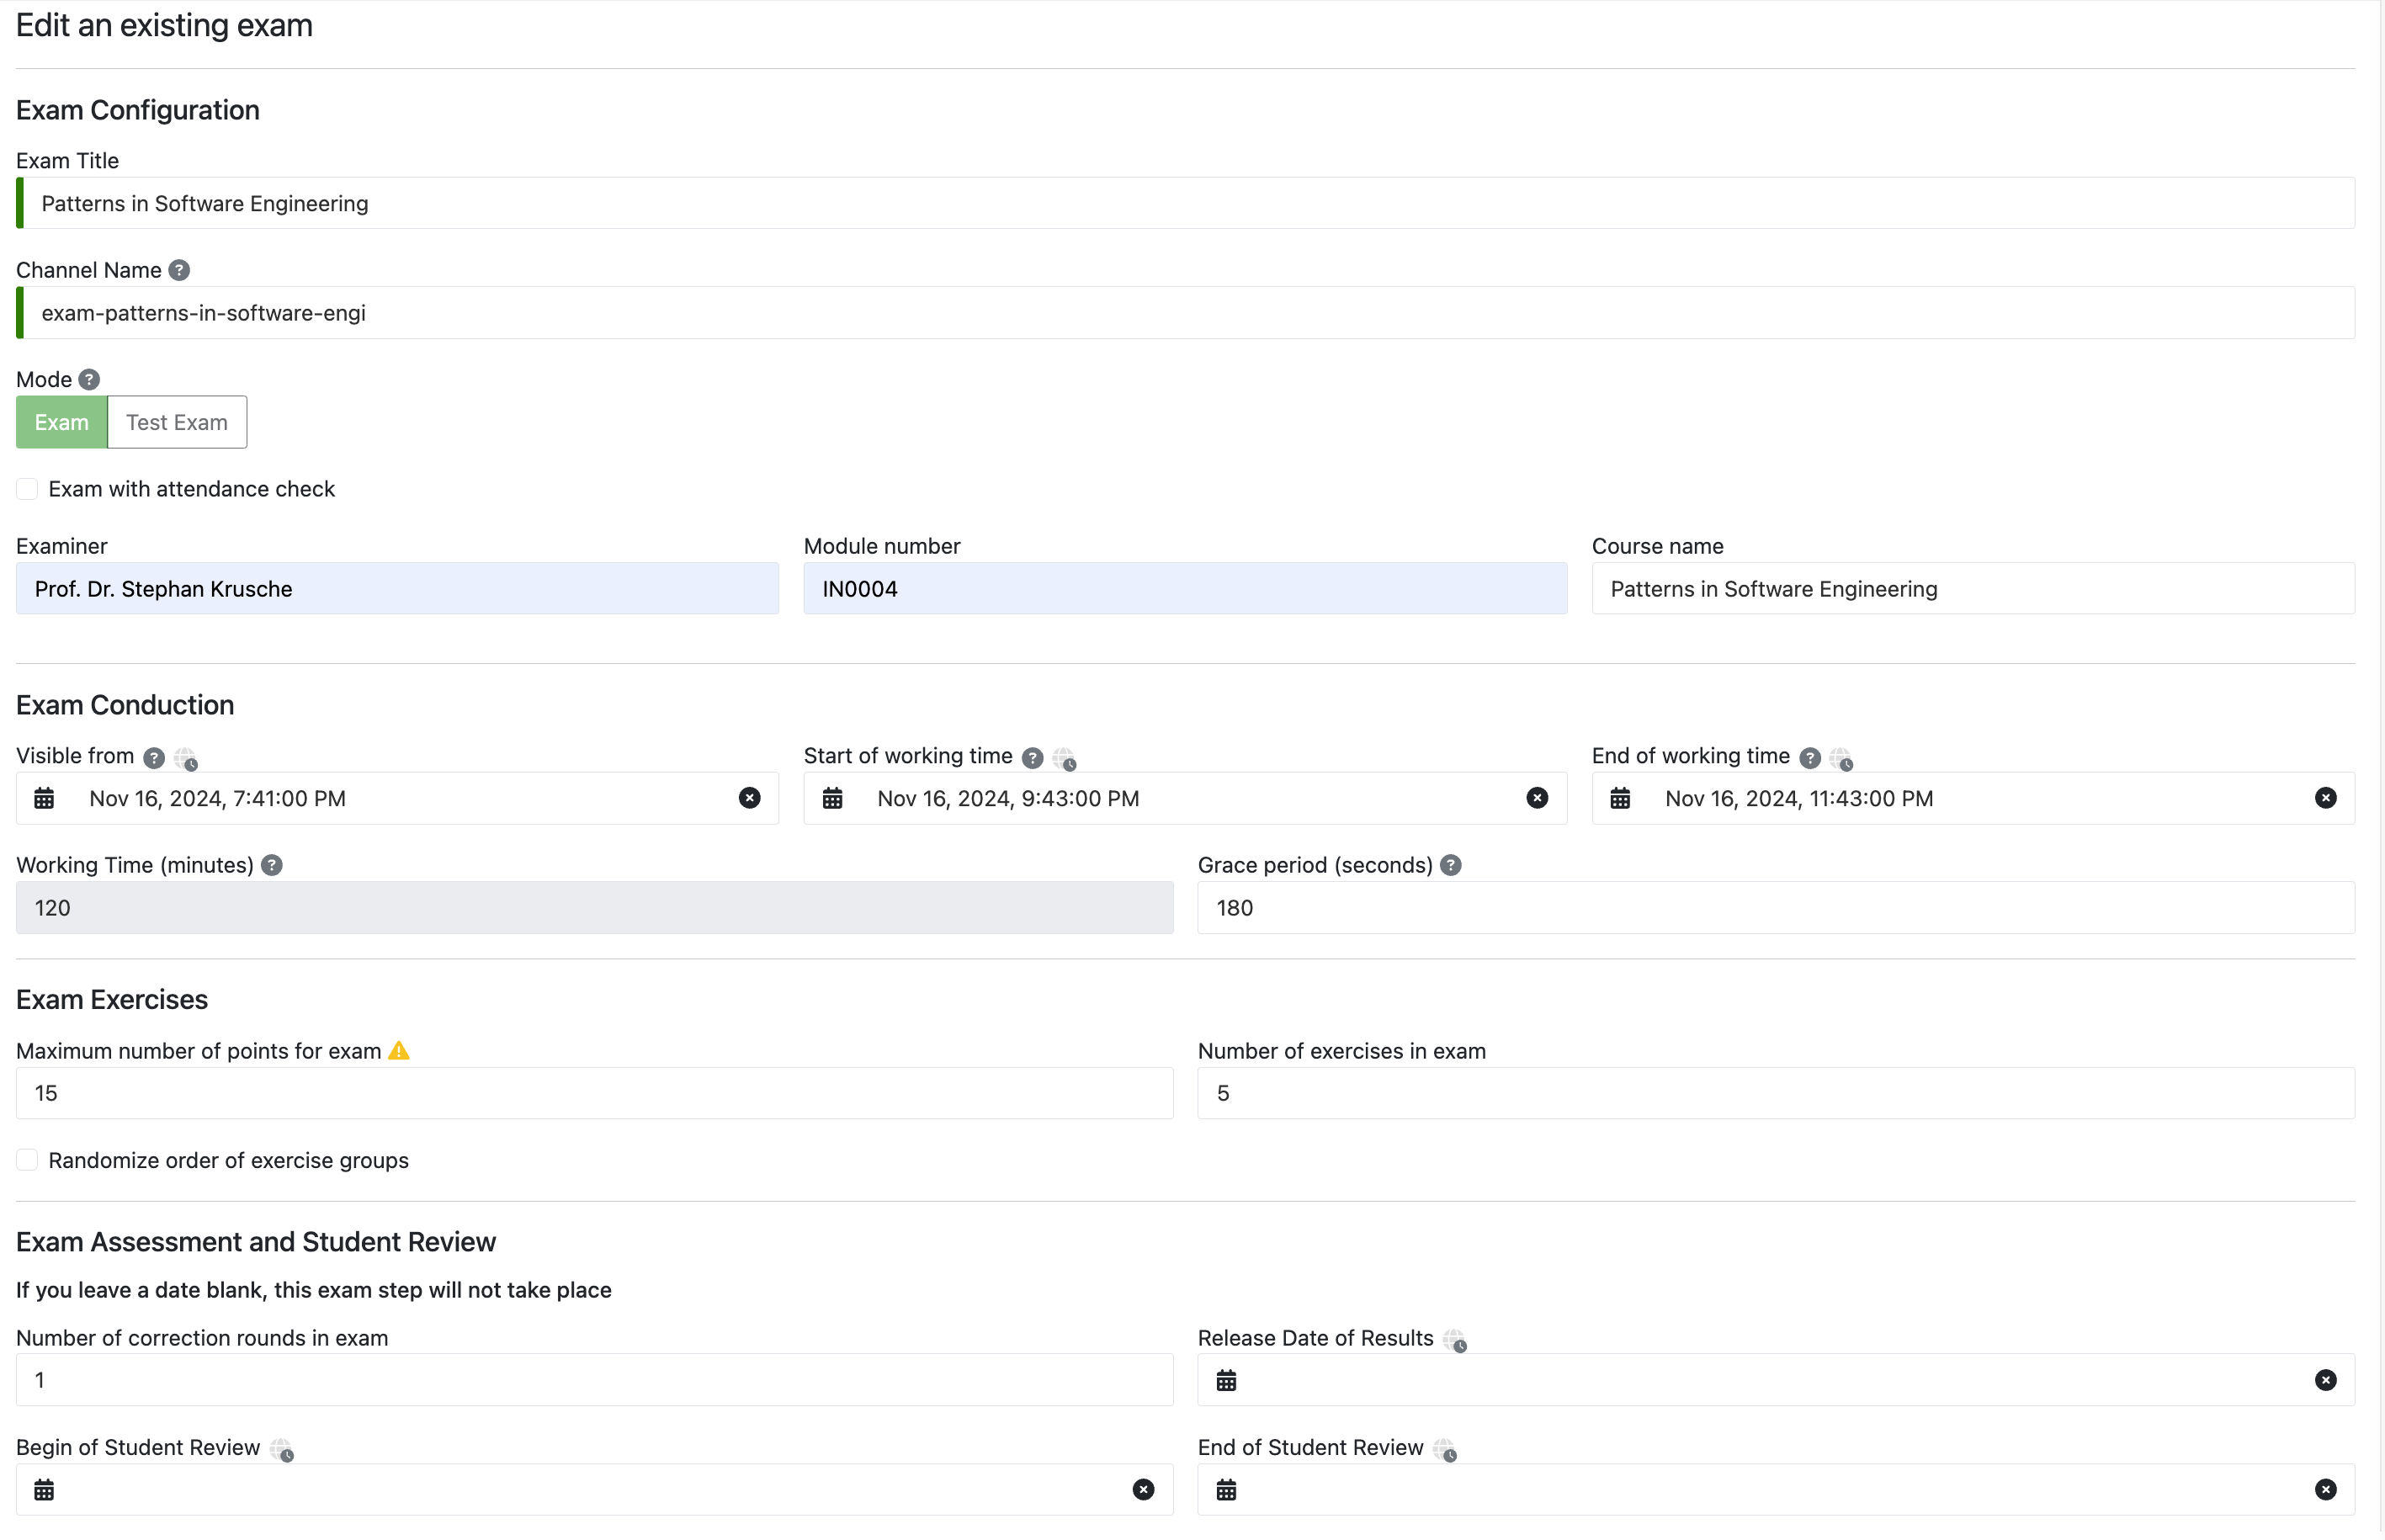 Edit an existing exam
Exam Configuration
Exam Title
Patterns in Software Engineering
Channel Name
exam-patterns-in-software-engi
Mode
Exam Test Exam
Exam with attendance check
Examiner Module number Course name
Prof. Dr. Stephan Krusche IN0004 Patterns in Software Engineering
Exam Conduction
Visible from Start of working time End of working time
Nov 16, 2024, 7:41:00 PM Nov 16, 2024, 9:43:00 PM Nov 16, 2024, 11:43:00 PM
Working Time (minutes) Grace period (seconds)
120 180
Exam Exercises
Maximum number of points for exam Number of exercises in exam
15 5
Randomize order of exercise groups
Exam Assessment and Student Review
If you leave a date blank, this exam step will not take place
Number of correction rounds in exam Release Date of Results
1
Begin of Student Review End of Student Review